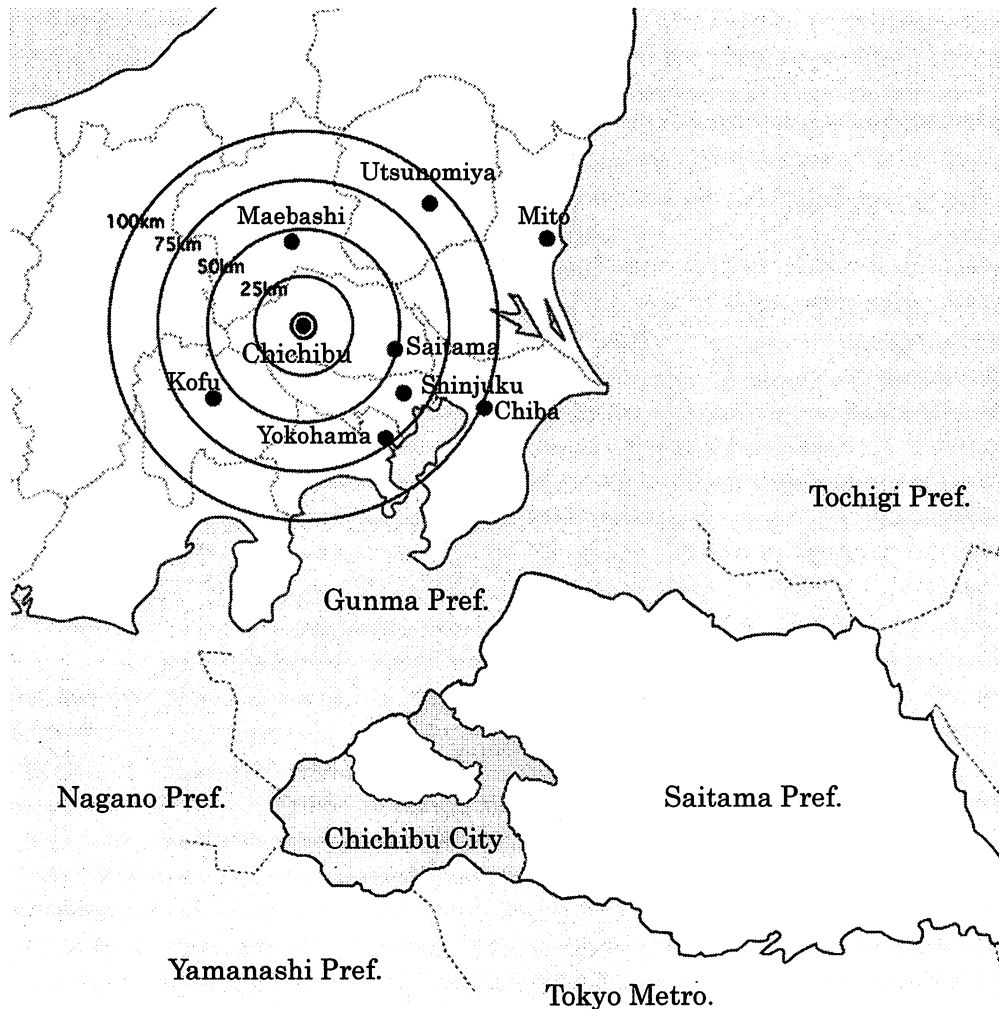 Utsunomiya
Maebashi
Mito
100km
75km
50km
25km
Chichibu
Saitama
Kofu
Shinjuku
Chiba
Yokohama
Tochigi Pref.
Gunma Pref.
Nagano Pref.
Saitama Pref.
Chichibu City
Yamanashi Pref.
Tokyo Metro.